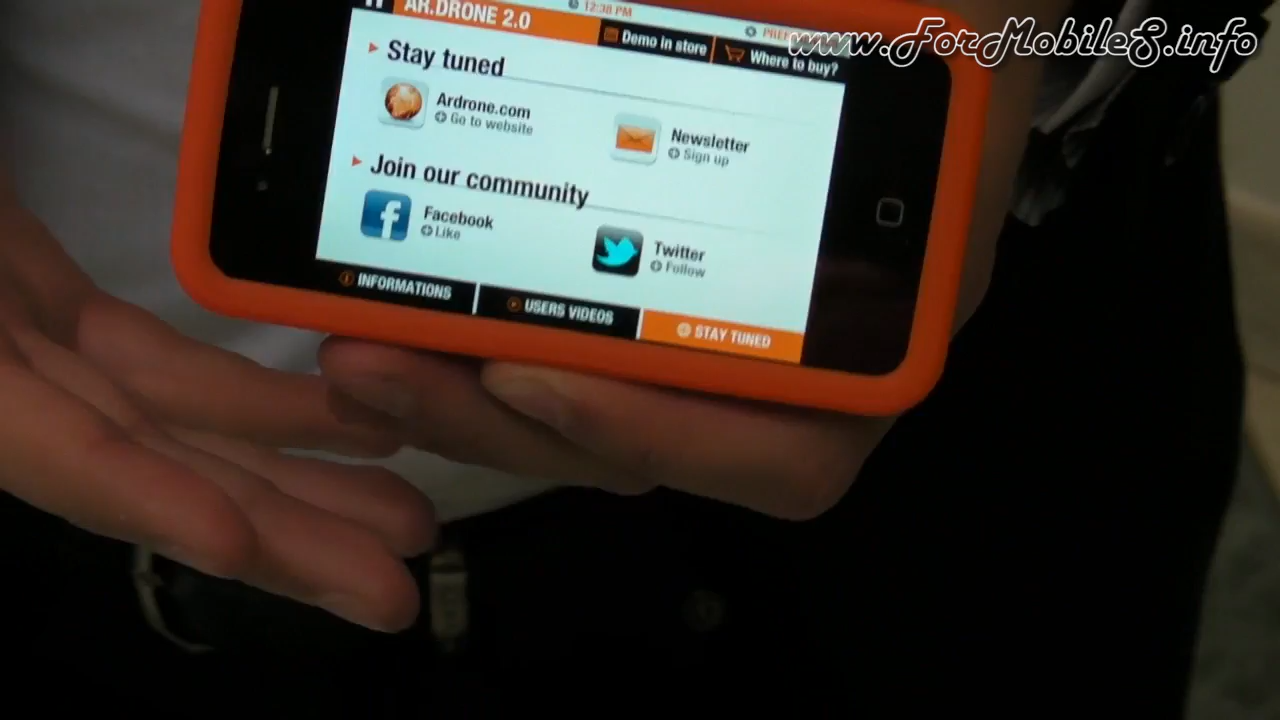 www.ForMobileS.info
AR.DRONE 2.0
12:38 PM
Demo in store
Where to buy?
Stay tuned
Ardrone.com
Go to website
Newsletter
Sign up
Join our community
Facebook
Like
Twitter
Follow
INFORMATIONS
USERS VIDEOS
STAY TUNED